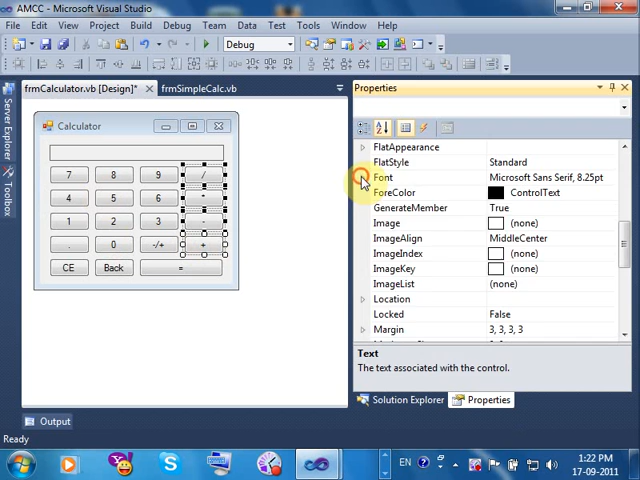 AMCC - Microsoft Visual Studio
File Edit View Project Build Debug Team Data Test Tools Window Help
Debug
frmCalculator.vb [Design]* frmSimpleCalc.vb
Server Explorer
Toolbox
Calculator
7 8 9 /
4 5 6 *
1 2 3 -
. 0 -/+ +
CE Back =
Properties
FlatAppearance
FlatStyle Standard
Font Microsoft Sans Serif, 8.25pt
ForeColor ControlText
GenerateMember True
Image (none)
ImageAlign MiddleCenter
ImageIndex (none)
ImageKey (none)
ImageList (none)
Location
Locked False
Margin 3, 3, 3, 3
Text
The text associated with the control.
Solution Explorer Properties
Output
Ready
EN
1:22 PM
17-09-2011